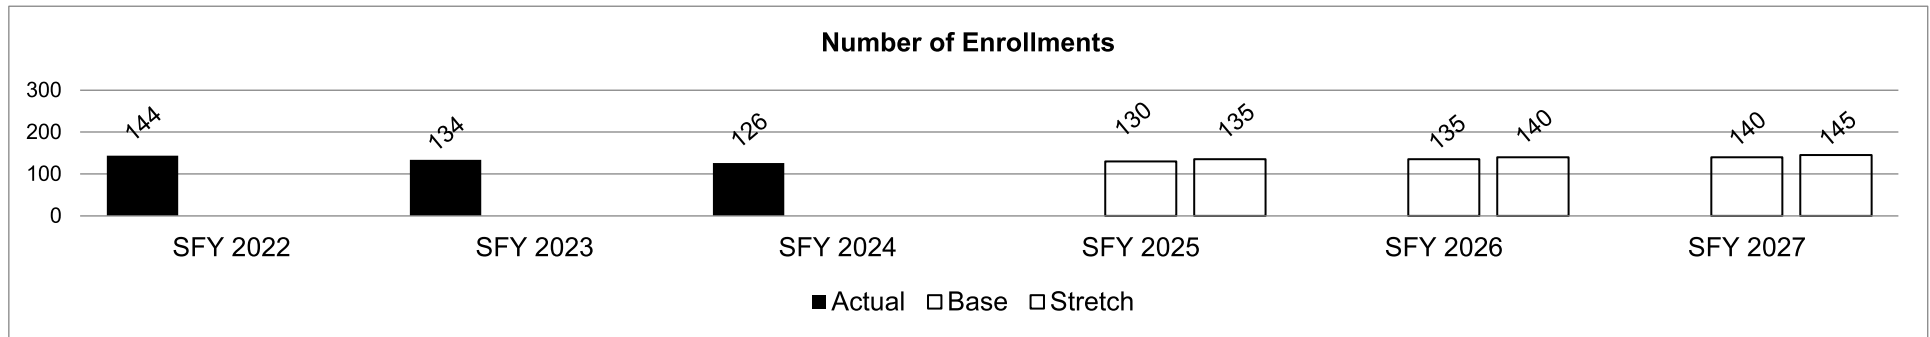 Number of Enrollments
300
200
100
0
144
134
126
130
135
135
140
140
145
SFY 2022
SFY 2023
SFY 2024
SFY 2025
SFY 2026
SFY 2027
Actual
Base
Stretch